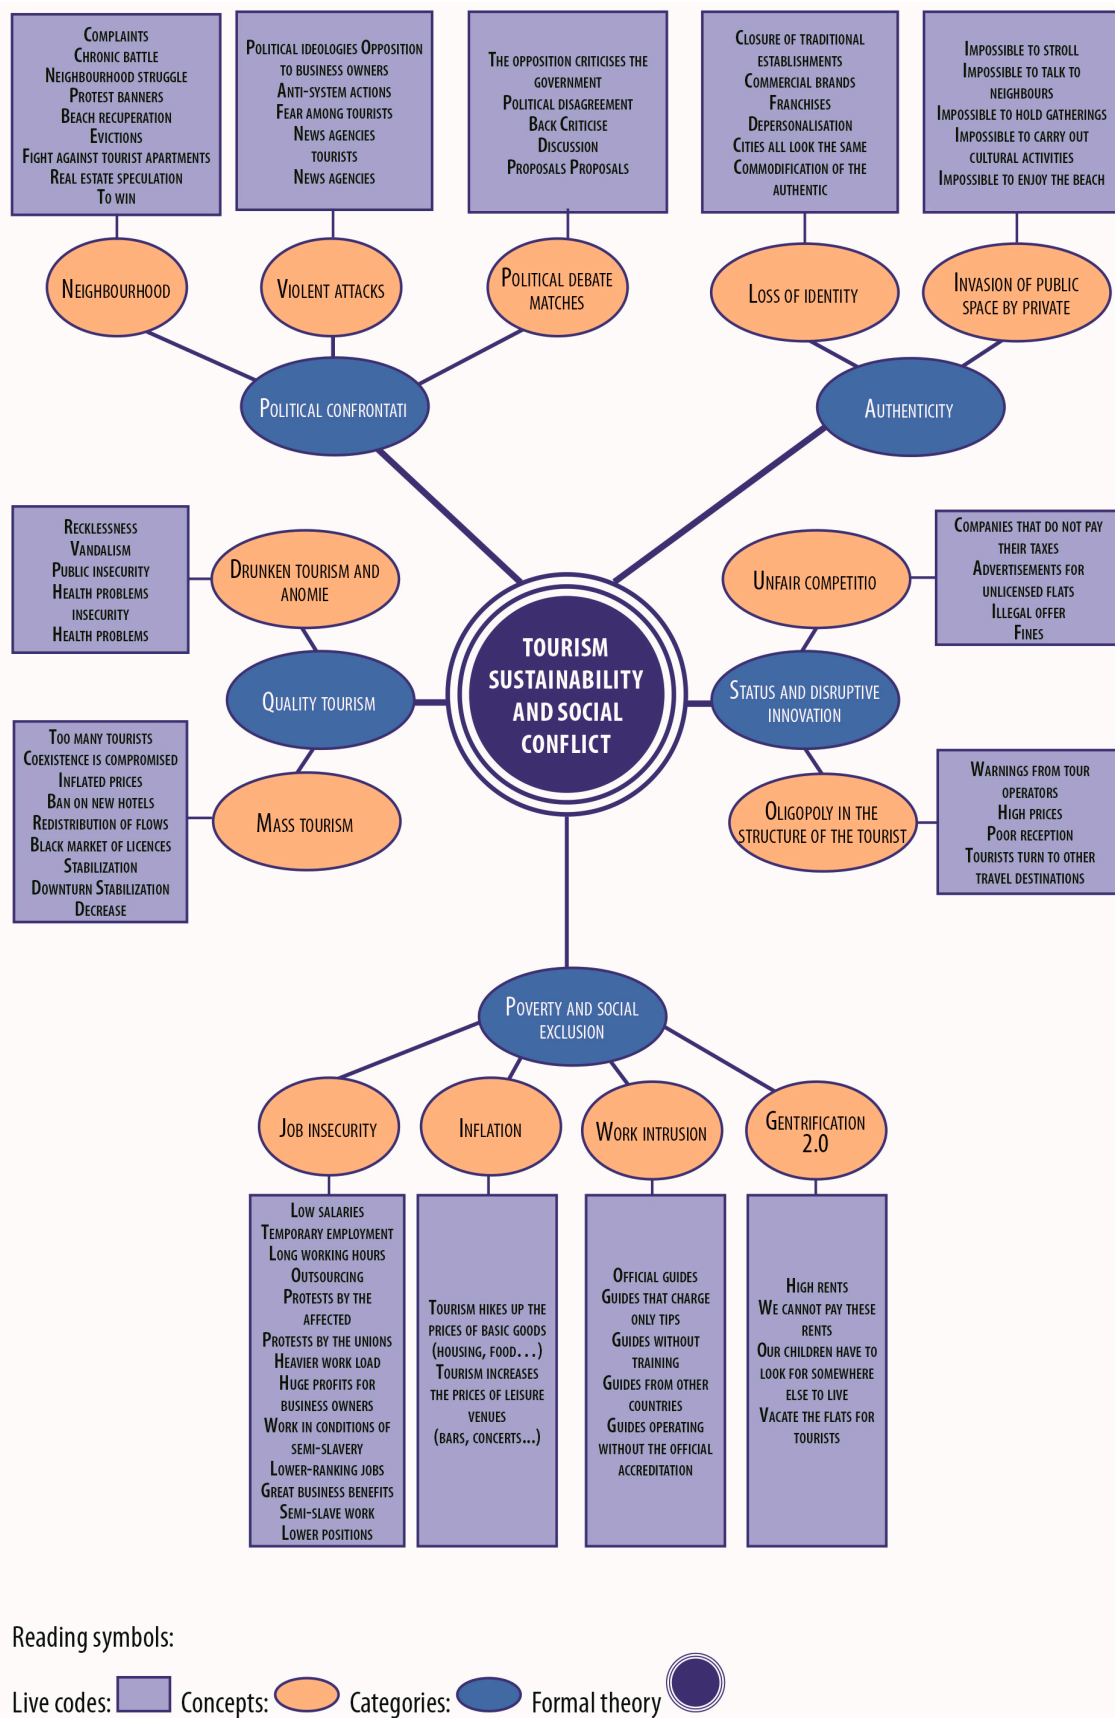 Complaints
Chronic battle
Neighbourhood struggle
Protest banners
Beach recuperation
Evictions
Fight against tourist apartments
Real estate speculation
To win
Political ideologies Opposition
to business owners
Anti-system actions
Fear among tourists
News agencies
tourists
News agencies
The opposition criticises the
government
Political disagreement
Back Criticise
Discussion
Proposals Proposals
Closure of traditional
establishments
Commercial brands
Franchises
Depersonalisation
Cities all look the same
Commodification of the
authentic
Impossible to stroll
Impossible to talk to
neighbours
Impossible to hold gatherings
Impossible to carry out
cultural activities
Impossible to enjoy the beach
Neighbourhood
Violent attacks
Political debate
matches
Loss of identity
Invasion of public
space by private
Political confrontati
Authenticity
Recklessness
Vandalism
Public insecurity
Health problems
insecurity
Health problems
Drunken tourism and
anomie
Unfair competitio
Companies that do not pay
their taxes
Advertisements for
unlicensed flats
Illegal offer
Fines
Quality tourism
TOURISM
SUSTAINABILITY
AND SOCIAL
CONFLICT
Status and disruptive
innovation
Too many tourists
Coexistence is compromised
Inflated prices
Ban on new hotels
Redistribution of flows
Black market of licences
Stabilization
Downturn Stabilization
Decrease
Mass tourism
Oligopoly in the
structure of the tourist
Warnings from tour
operators
High prices
Poor reception
Tourists turn to other
travel destinations
Poverty and social
exclusion
Job insecurity
Inflation
Work intrusion
Gentrification
2.0
Low salaries
Temporary employment
Long working hours
Outsourcing
Protests by the
affected
Protests by the unions
Heavier work load
Huge profits for
business owners
Work in conditions of
semi-slavery
Lower-ranking jobs
Great business benefits
Semi-slave work
Lower positions
Tourism hikes up the
prices of basic goods
(housing, food...)
Tourism increases
the prices of leisure
venues
(bars, concerts...)
Official guides
Guides that charge
only tips
Guides without
training
Guides from other
countries
Guides operating
without the official
accreditation
High rents
We cannot pay these
rents
Our children have to
look for somewhere
else to live
Vacate the flats for
tourists
Reading symbols:
Live codes: Concepts: Categories: Formal theory